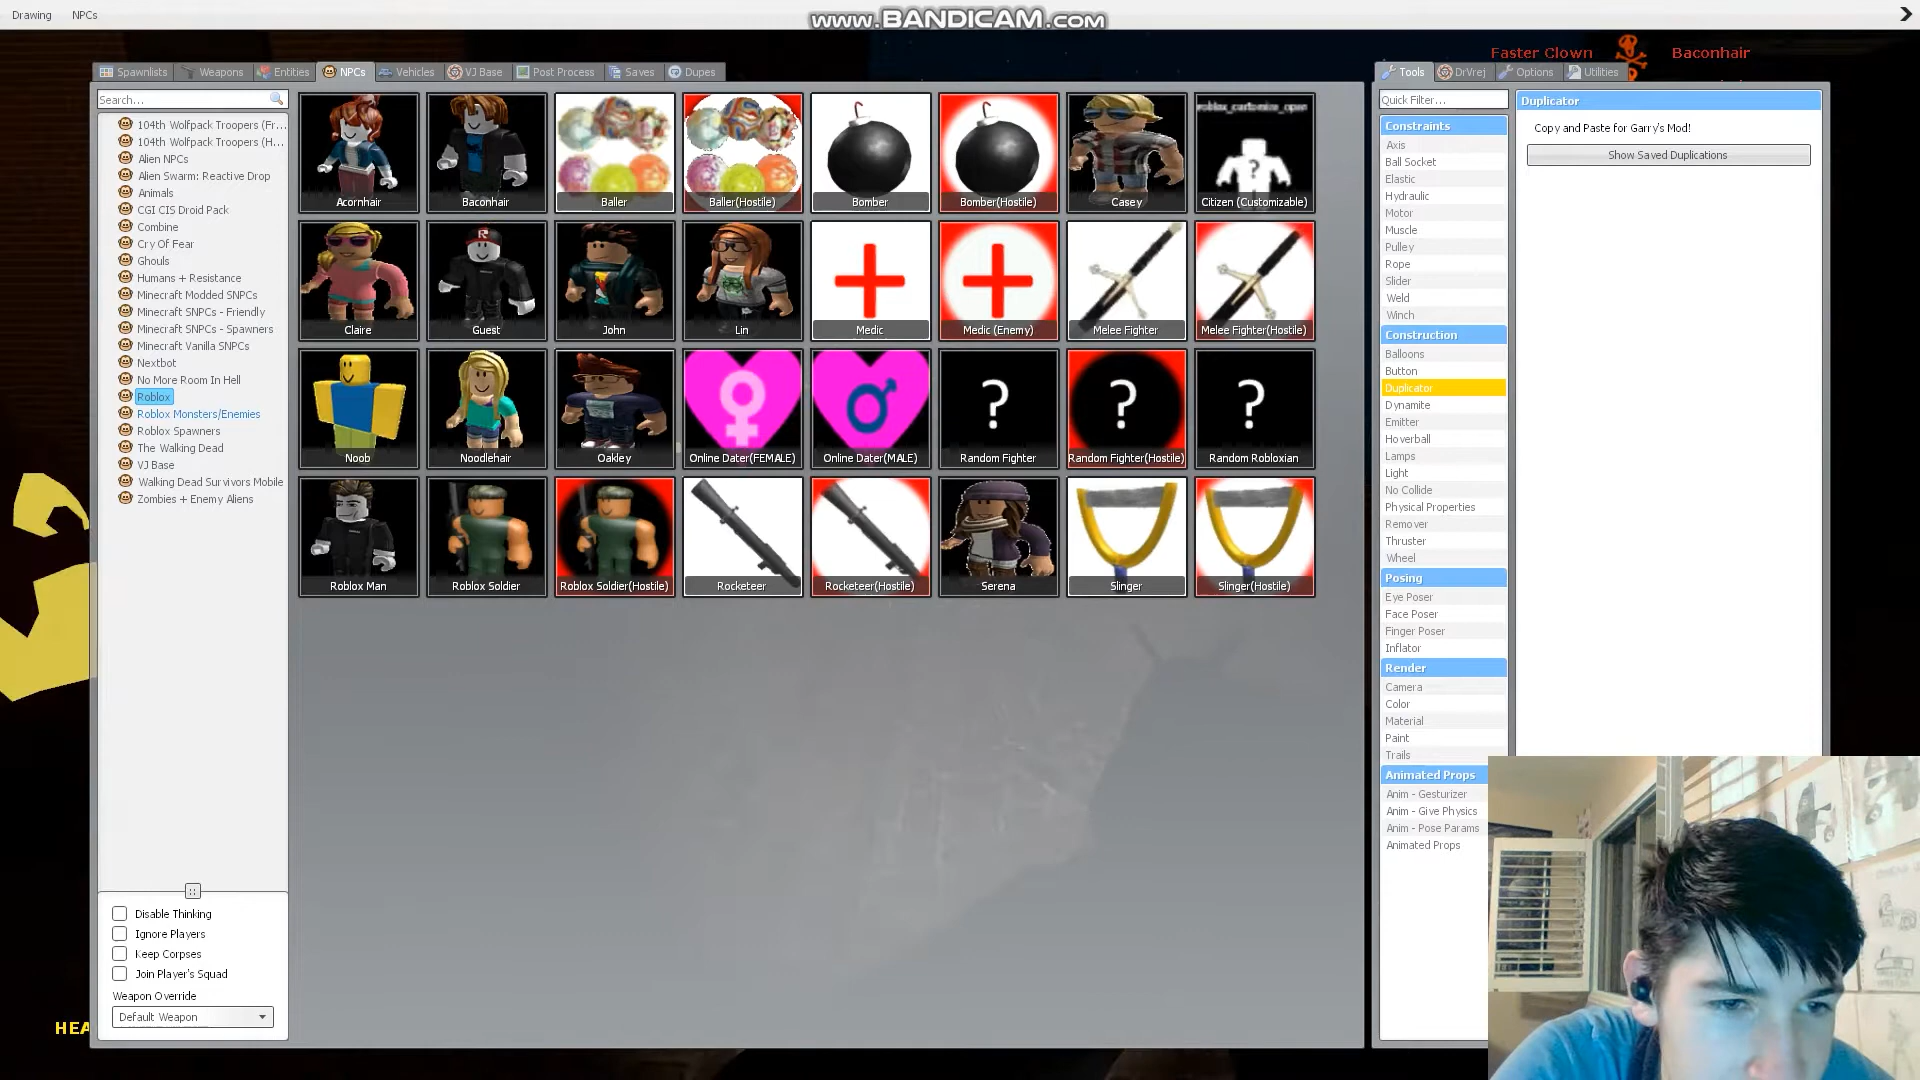 Drawing NPCs
www.BANDICAM.com
Faster Clown Baconhair
Spawnlists Weapons Entities NPCs Vehicles VJ Base Post Process Saves Dupes
Tools DrVrej Options Utilities
Search...
104th Wolfpack Troopers (Fr...
104th Wolfpack Troopers (H...
Alien NPCs
Alien Swarm: Reactive Drop
Animals
CGI CIS Droid Pack
Combine
Cry Of Fear
Ghouls
Humans + Resistance
Minecraft Modded SNPCs
Minecraft SNPCs - Friendly
Minecraft SNPCs - Spawners
Minecraft Vanilla SNPCs
Nextbot
No More Room In Hell
Roblox
Roblox Monsters/Enemies
Roblox Spawners
The Walking Dead
VJ Base
Walking Dead Survivors Mobile
Zombies + Enemy Aliens
Disable Thinking
Ignore Players
Keep Corpses
Join Player's Squad
Weapon Override
Default Weapon
HEA
roblox_customize_open
Acornhair Baconhair Baller Baller(Hostile) Bomber Bomber(Hostile) Casey Citizen (Customizable)
Claire Guest John Lin Medic Medic (Enemy) Melee Fighter Melee Fighter(Hostile)
? ? ?
Noob Noodlehair Oakley Online Dater(FEMALE) Online Dater(MALE) Random Fighter Random Fighter(Hostile) Random Robloxian
Roblox Man Roblox Soldier Roblox Soldier(Hostile) Rocketeer Rocketeer(Hostile) Serena Slinger Slinger(Hostile)
Quick Filter...
Constraints
Axis
Ball Socket
Elastic
Hydraulic
Motor
Muscle
Pulley
Rope
Slider
Weld
Winch
Construction
Balloons
Button
Duplicator
Dynamite
Emitter
Hoverball
Lamps
Light
No Collide
Physical Properties
Remover
Thruster
Wheel
Posing
Eye Poser
Face Poser
Finger Poser
Inflator
Render
Camera
Color
Material
Paint
Trails
Animated Props
Anim - Gesturizer
Anim - Give Physics
Anim - Pose Params
Animated Props
Duplicator
Copy and Paste for Garry's Mod!
Show Saved Duplications